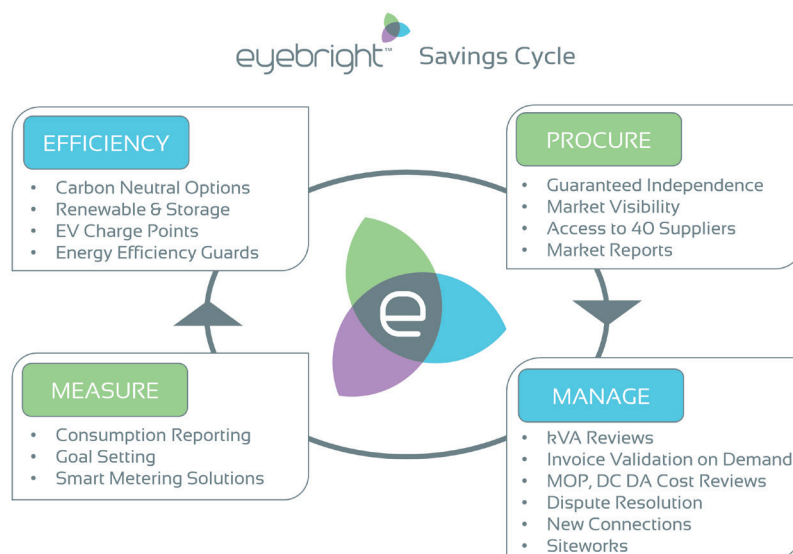 eyebright™ Savings Cycle
EFFICIENCY
• Carbon Neutral Options
• Renewable & Storage
• EV Charge Points
• Energy Efficiency Guards
PROCURE
• Guaranteed Independence
• Market Visibility
• Access to 40 Suppliers
• Market Reports
e
MEASURE
• Consumption Reporting
• Goal Setting
• Smart Metering Solutions
MANAGE
• kVA Reviews
• Invoice Validation on Demand
• MOP, DC DA Cost Reviews
• Dispute Resolution
• New Connections
• Siteworks